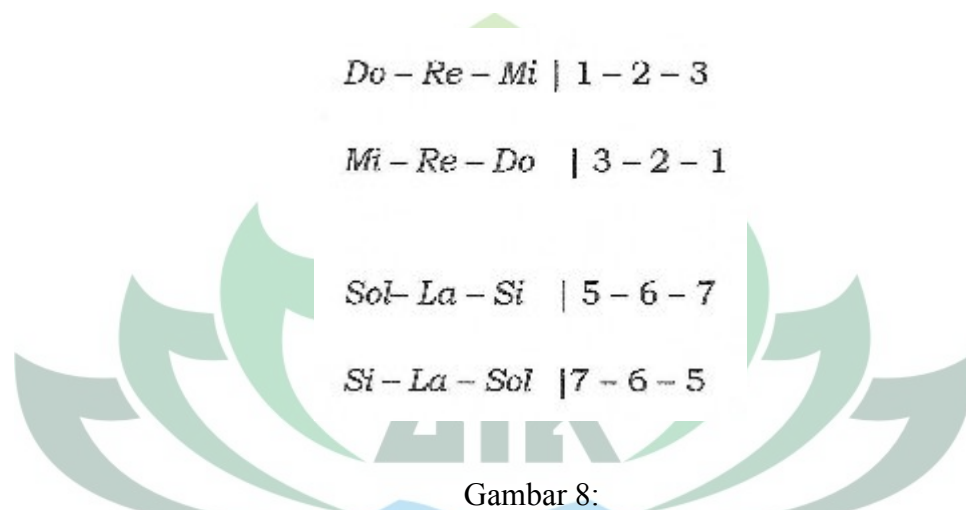 Do – Re – Mi | 1 – 2 – 3
Mi – Re – Do | 3 – 2 – 1
Sol– La – Si | 5 – 6 – 7
Si – La – Sol |7 – 6 – 5
Gambar 8: